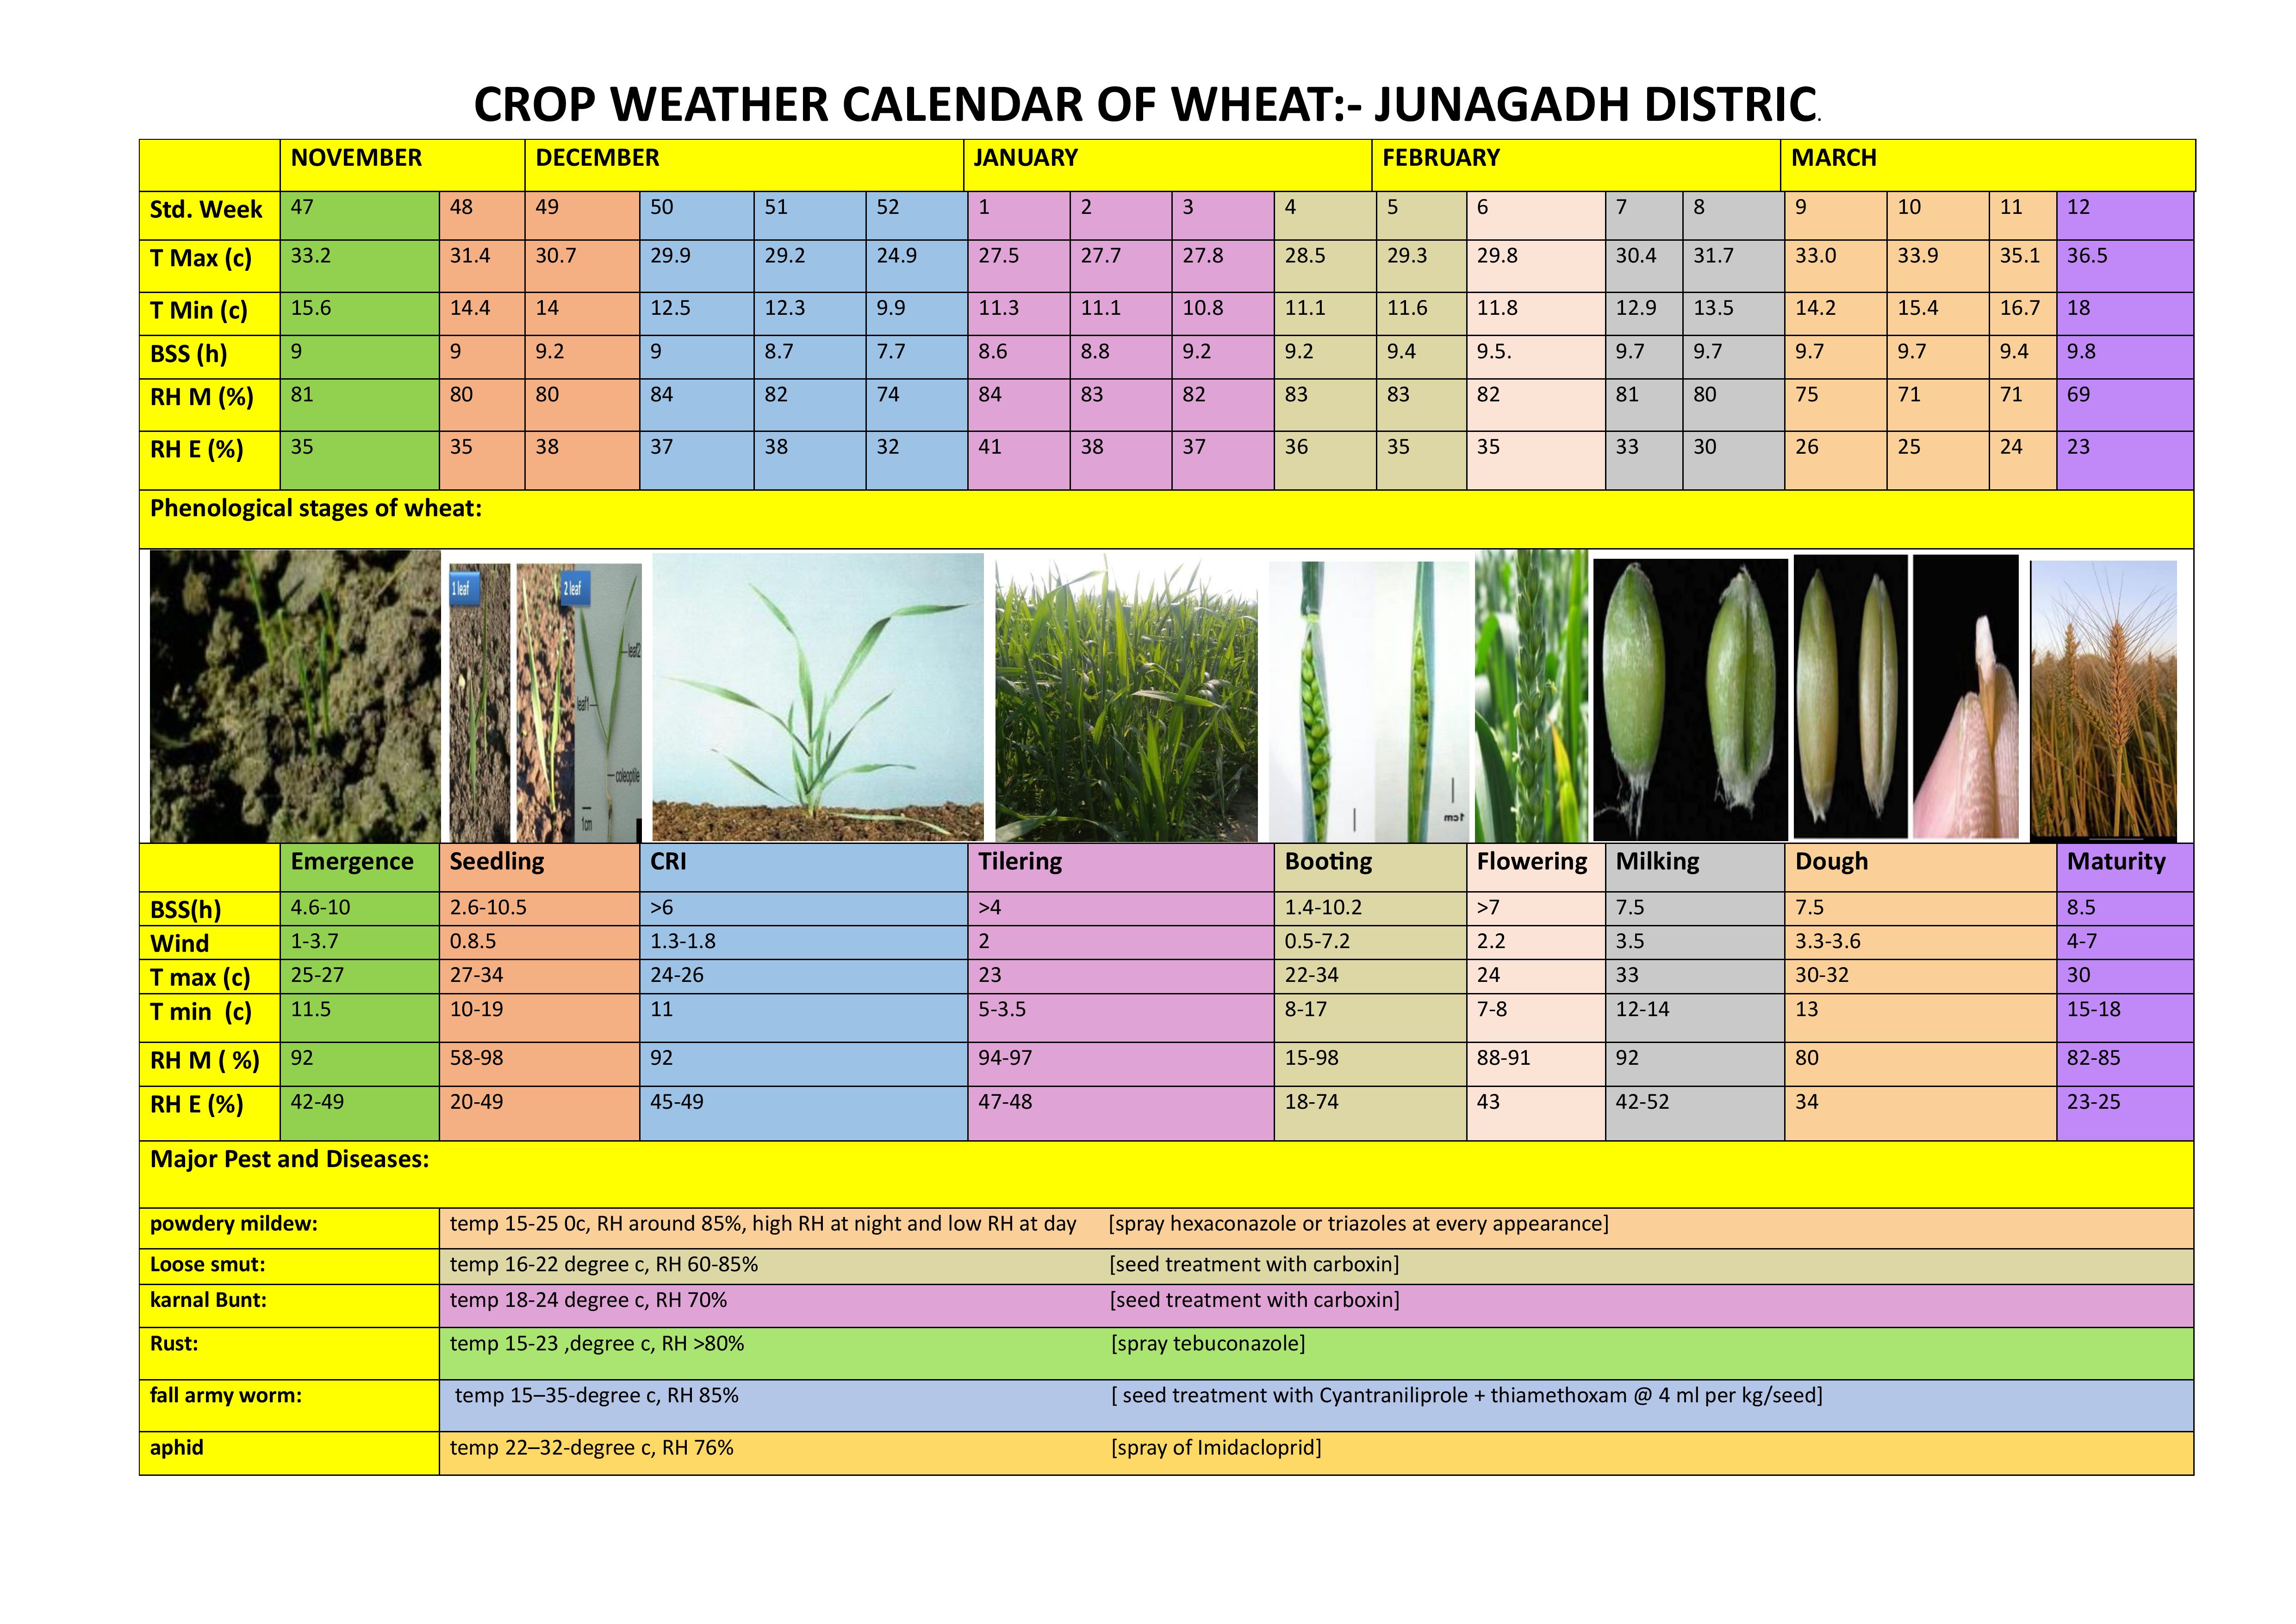 CROP WEATHER CALENDAR OF WHEAT:- JUNAGADH DISTRIC.
NOVEMBER DECEMBER JANUARY FEBRUARY MARCH
Std. Week 47 48 49 50 51 52 1 2 3 4 5 6 7 8 9 10 11 12
T Max (c) 33.2 31.4 30.7 29.9 29.2 24.9 27.5 27.7 27.8 28.5 29.3 29.8 30.4 31.7 33.0 33.9 35.1 36.5
T Min (c) 15.6 14.4 14 12.5 12.3 9.9 11.3 11.1 10.8 11.1 11.6 11.8 12.9 13.5 14.2 15.4 16.7 18
BSS (h) 9 9 9.2 9 8.7 7.7 8.6 8.8 9.2 9.2 9.4 9.5. 9.7 9.7 9.7 9.7 9.4 9.8
RH M (%) 81 80 80 84 82 74 84 83 82 83 83 82 81 80 75 71 71 69
RH E (%) 35 35 38 37 38 32 41 38 37 36 35 35 33 30 26 25 24 23
Phenological stages of wheat:
1 leaf 2 leaf
leaf2
leaf1
coleoptile
1cm
1cm
Emergence Seedling CRI Tilering Booting Flowering Milking Dough Maturity
BSS(h) 4.6-10 2.6-10.5 >6 >4 1.4-10.2 >7 7.5 7.5 8.5
Wind 1-3.7 0.8.5 1.3-1.8 2 0.5-7.2 2.2 3.5 3.3-3.6 4-7
T max (c) 25-27 27-34 24-26 23 22-34 24 33 30-32 30
T min (c) 11.5 10-19 11 5-3.5 8-17 7-8 12-14 13 15-18
RH M ( %) 92 58-98 92 94-97 15-98 88-91 92 80 82-85
RH E (%) 42-49 20-49 45-49 47-48 18-74 43 42-52 34 23-25
Major Pest and Diseases:
powdery mildew: temp 15-25 0c, RH around 85%, high RH at night and low RH at day [spray hexaconazole or triazoles at every appearance]
Loose smut: temp 16-22 degree c, RH 60-85% [seed treatment with carboxin]
karnal Bunt: temp 18-24 degree c, RH 70% [seed treatment with carboxin]
Rust: temp 15-23 ,degree c, RH >80% [spray tebuconazole]
fall army worm: temp 15–35-degree c, RH 85% [ seed treatment with Cyantraniliprole + thiamethoxam @ 4 ml per kg/seed]
aphid temp 22–32-degree c, RH 76% [spray of Imidacloprid]